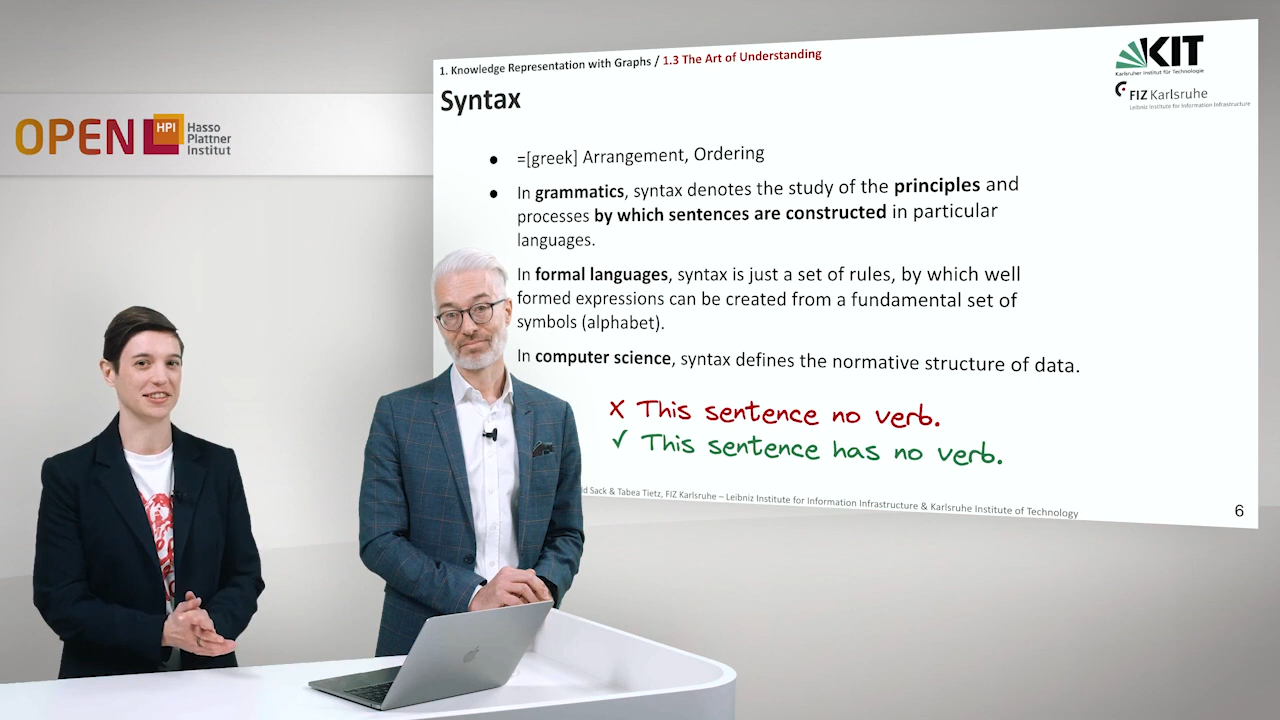 OPEN HPI Hasso
Plattner
Institut
1. Knowledge Representation with Graphs / 1.3 The Art of Understanding
KIT
Karlsruher Institut für Technologie
FIZ Karlsruhe
Leibniz Institute for Information Infrastructure
Syntax
● =[greek] Arrangement, Ordering
● In grammatics, syntax denotes the study of the principles and
processes by which sentences are constructed in particular
languages.
In formal languages, syntax is just a set of rules, by which well
formed expressions can be created from a fundamental set of
symbols (alphabet).
In computer science, syntax defines the normative structure of data.
X This sentence no verb.
✓ This sentence has no verb.
Sack & Tabea Tietz, FIZ Karlsruhe – Leibniz Institute for Information Infrastructure & Karlsruhe Institute of Technology
6